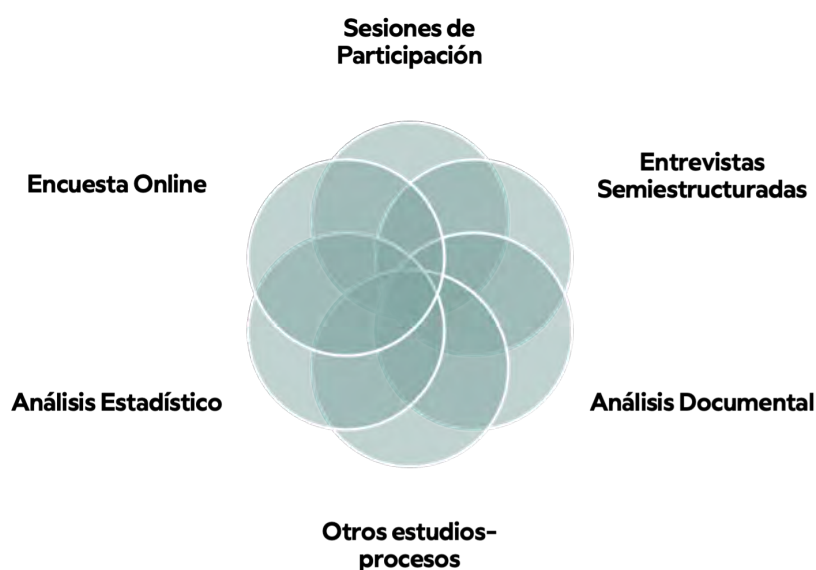 Sesiones de
Participación
Entrevistas
Semiestructuradas
Encuesta Online
Análisis Estadístico
Análisis Documental
Otros estudios-
procesos